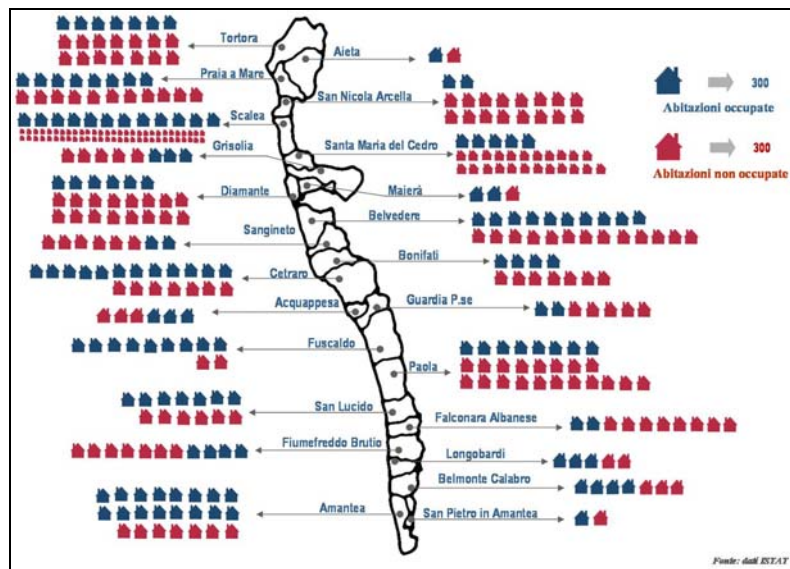 Tortora
Aieta
Praia a Mare
San Nicola Arcella
Scalea
Grisolia
Santa Maria del Cedro
Diamante
Maierà
Belvedere
Sangineto
Bonifati
Cetraro
Acquappesa
Guardia P.se
Fuscaldo
Paola
San Lucido
Falconara Albanese
Fiumefreddo Brutio
Longobardi
Belmonte Calabro
Amantea
San Pietro in Amantea
300
Abitazioni occupate
300
Abitazioni non occupate
Fonte: dati ISTAT